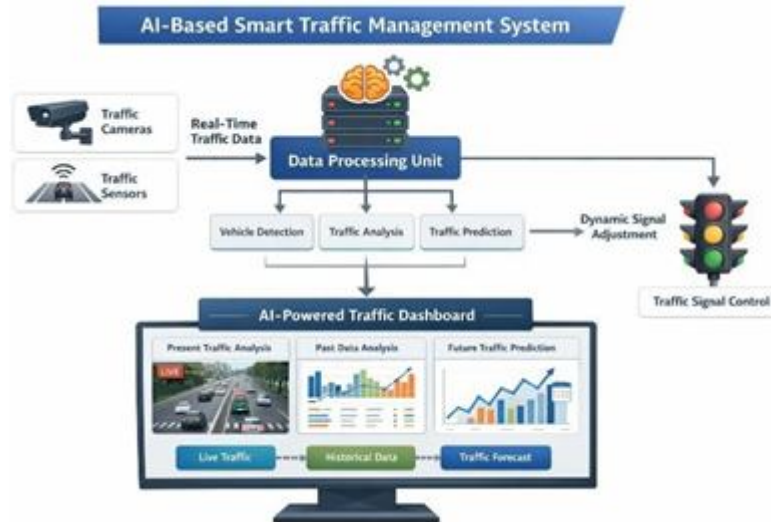 AI-Based Smart Traffic Management System
Traffic
Cameras
Real-Time
Traffic Data
Traffic
Sensors
Data Processing Unit
Vehicle Detection
Traffic Analysis
Traffic Prediction
Dynamic Signal
Adjustment
Traffic Signal Control
AI-Powered Traffic Dashboard
Present Traffic Analysis
Past Data Analysis
Future Traffic Prediction
LIVE
Live Traffic
Historical Data
Traffic Forecast